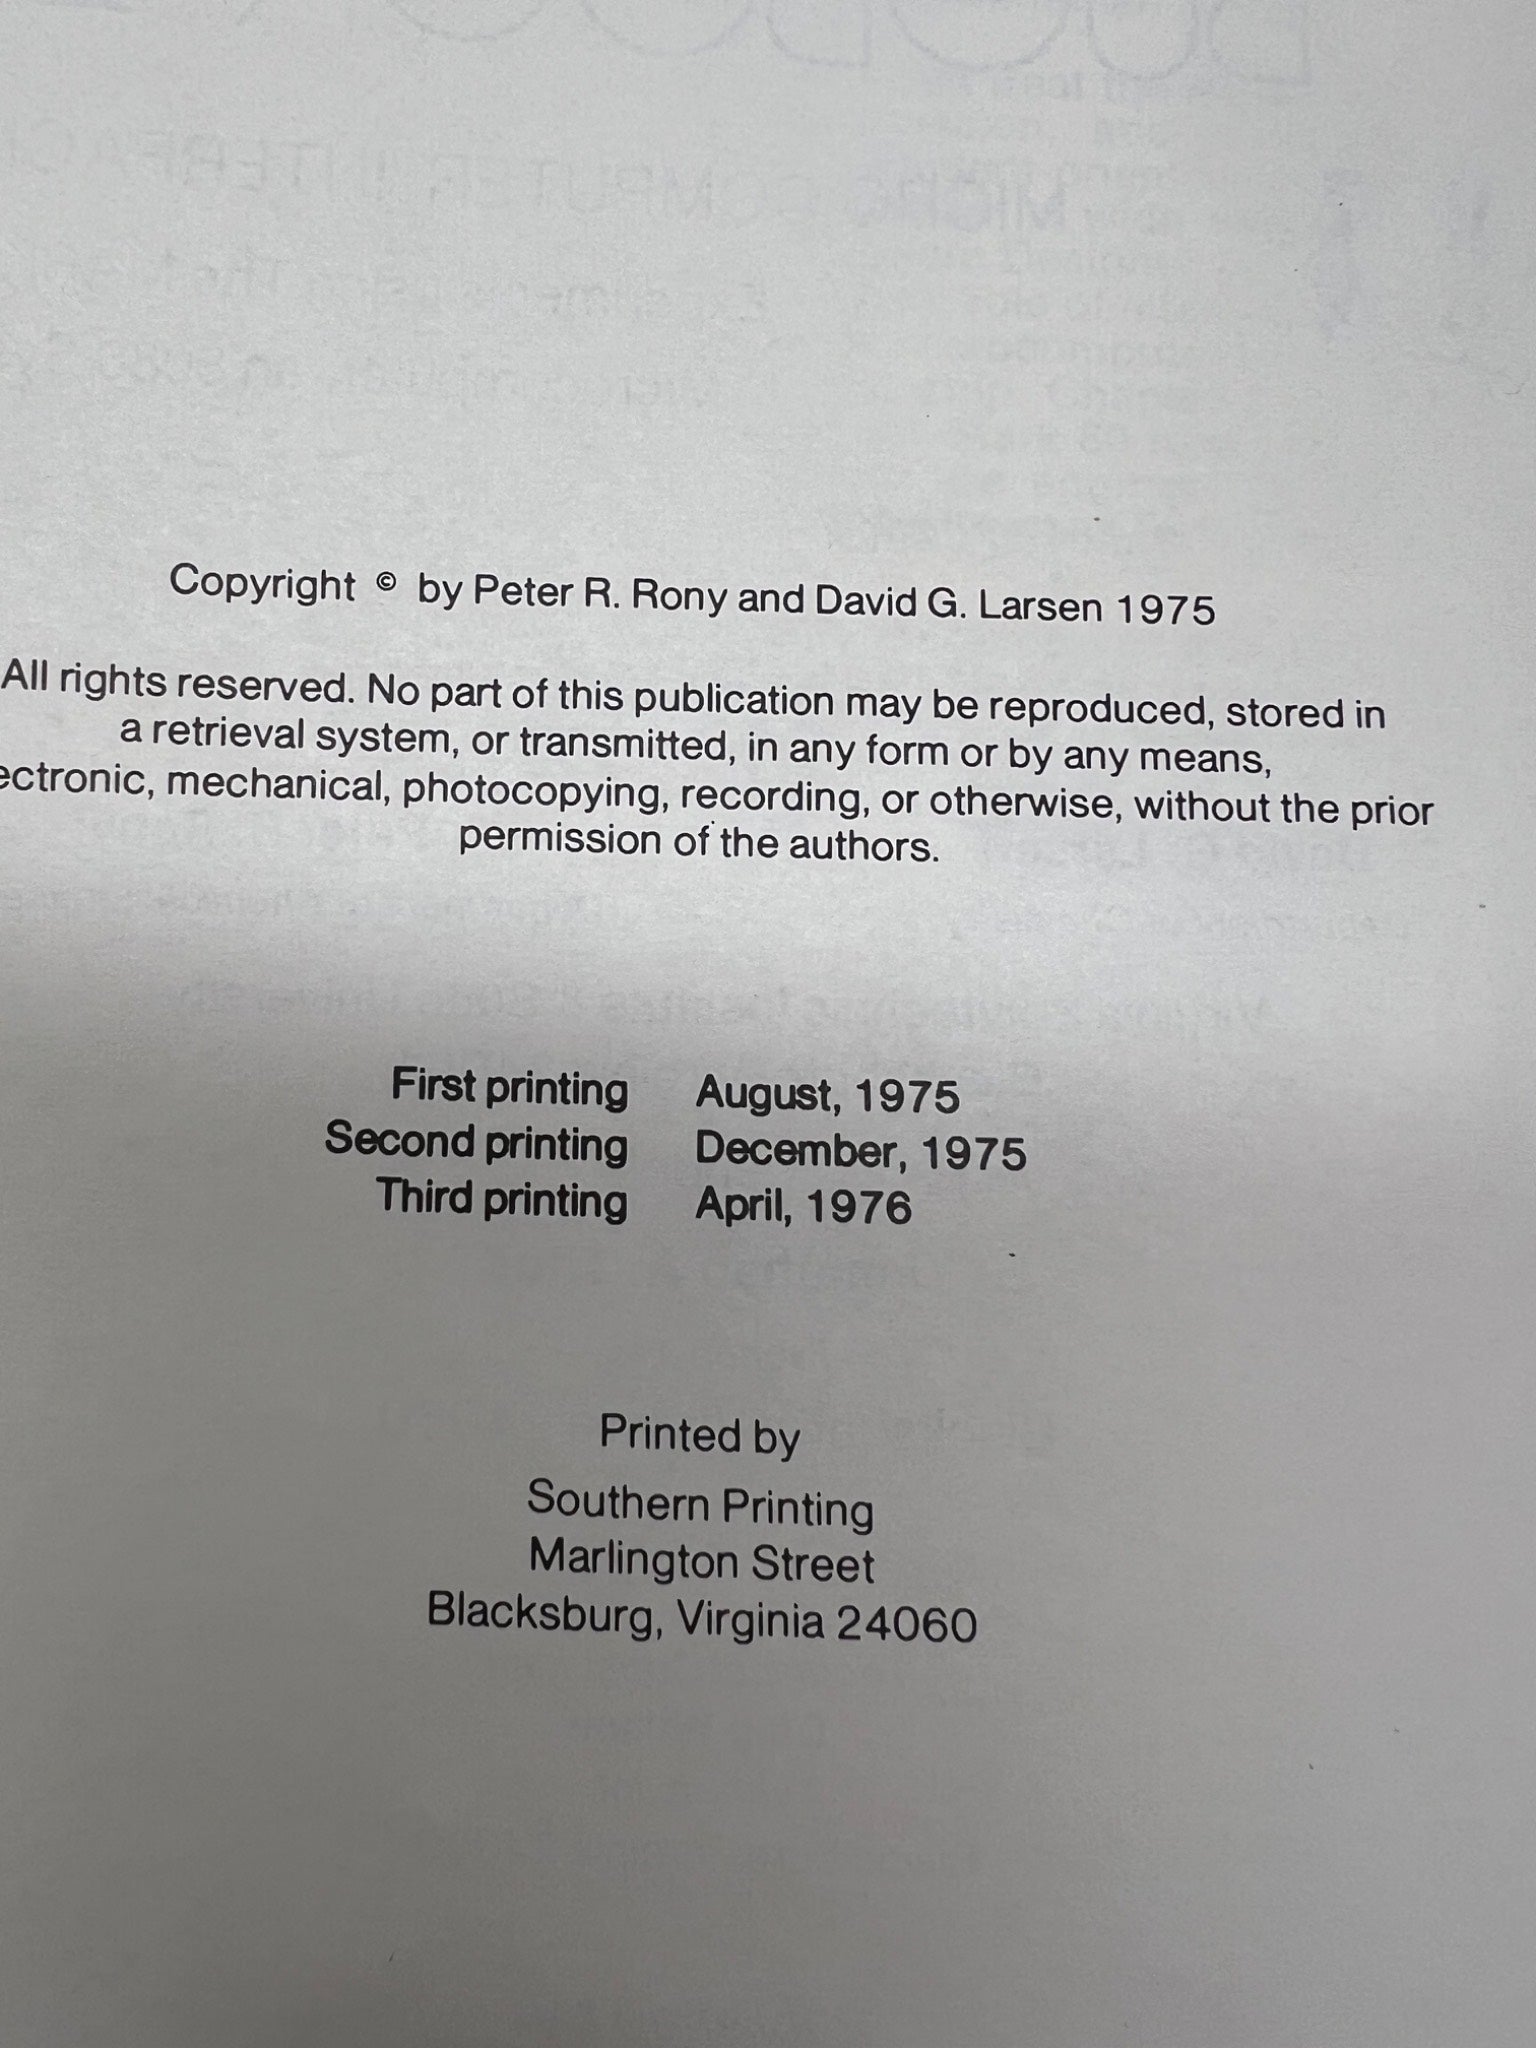 Copyright © by Peter R. Rony and David G. Larsen 1975
All rights reserved. No part of this publication may be reproduced, stored in
a retrieval system, or transmitted, in any form or by any means,
ectronic, mechanical, photocopying, recording, or otherwise, without the prior
permission of the authors.
First printing August, 1975
Second printing December, 1975
Third printing April, 1976
Printed by
Southern Printing
Marlington Street
Blacksburg, Virginia 24060